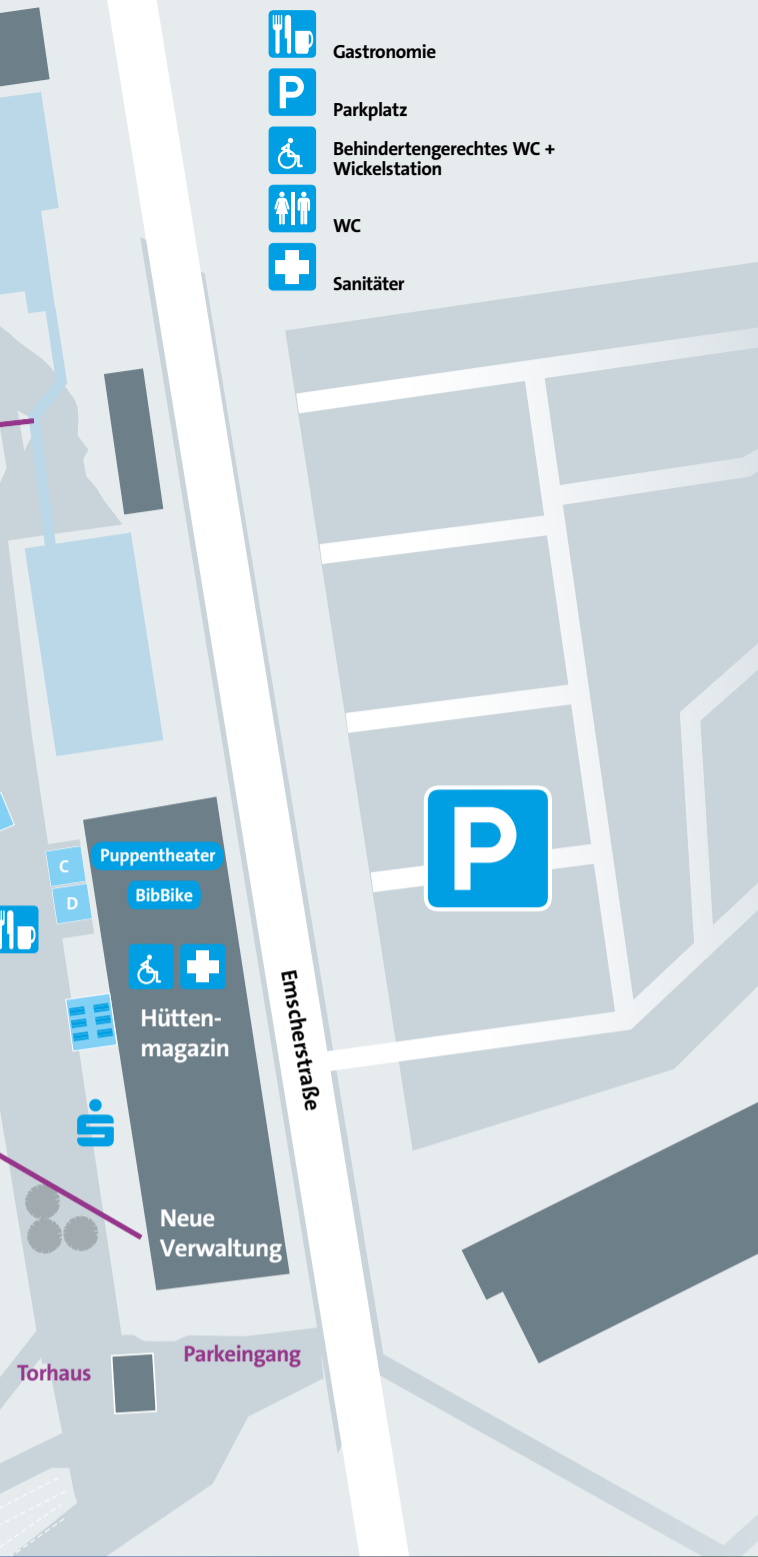 Gastronomie
P
Parkplatz
Behindertengerechtes WC +
Wickelstation
WC
Sanitäter
P
Puppentheater
C
BibBike
D
Hütten-
magazin
Emscherstraße
Neue
Verwaltung
Parkeingang
Torhaus